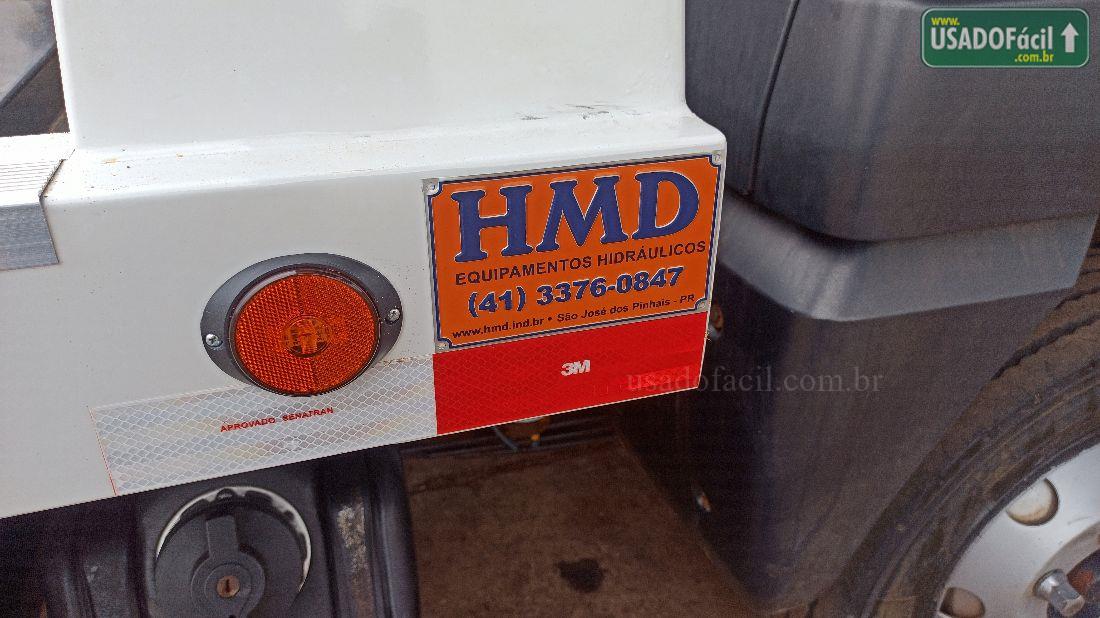 www.
USADOFácil
.com.br
HMD
EQUIPAMENTOS HIDRÁULICOS
(41) 3376-0847
www.hmd.ind.br • São José dos Pinhais - PR
3M
usadofacil.com.br
APROVADO SENATRAN